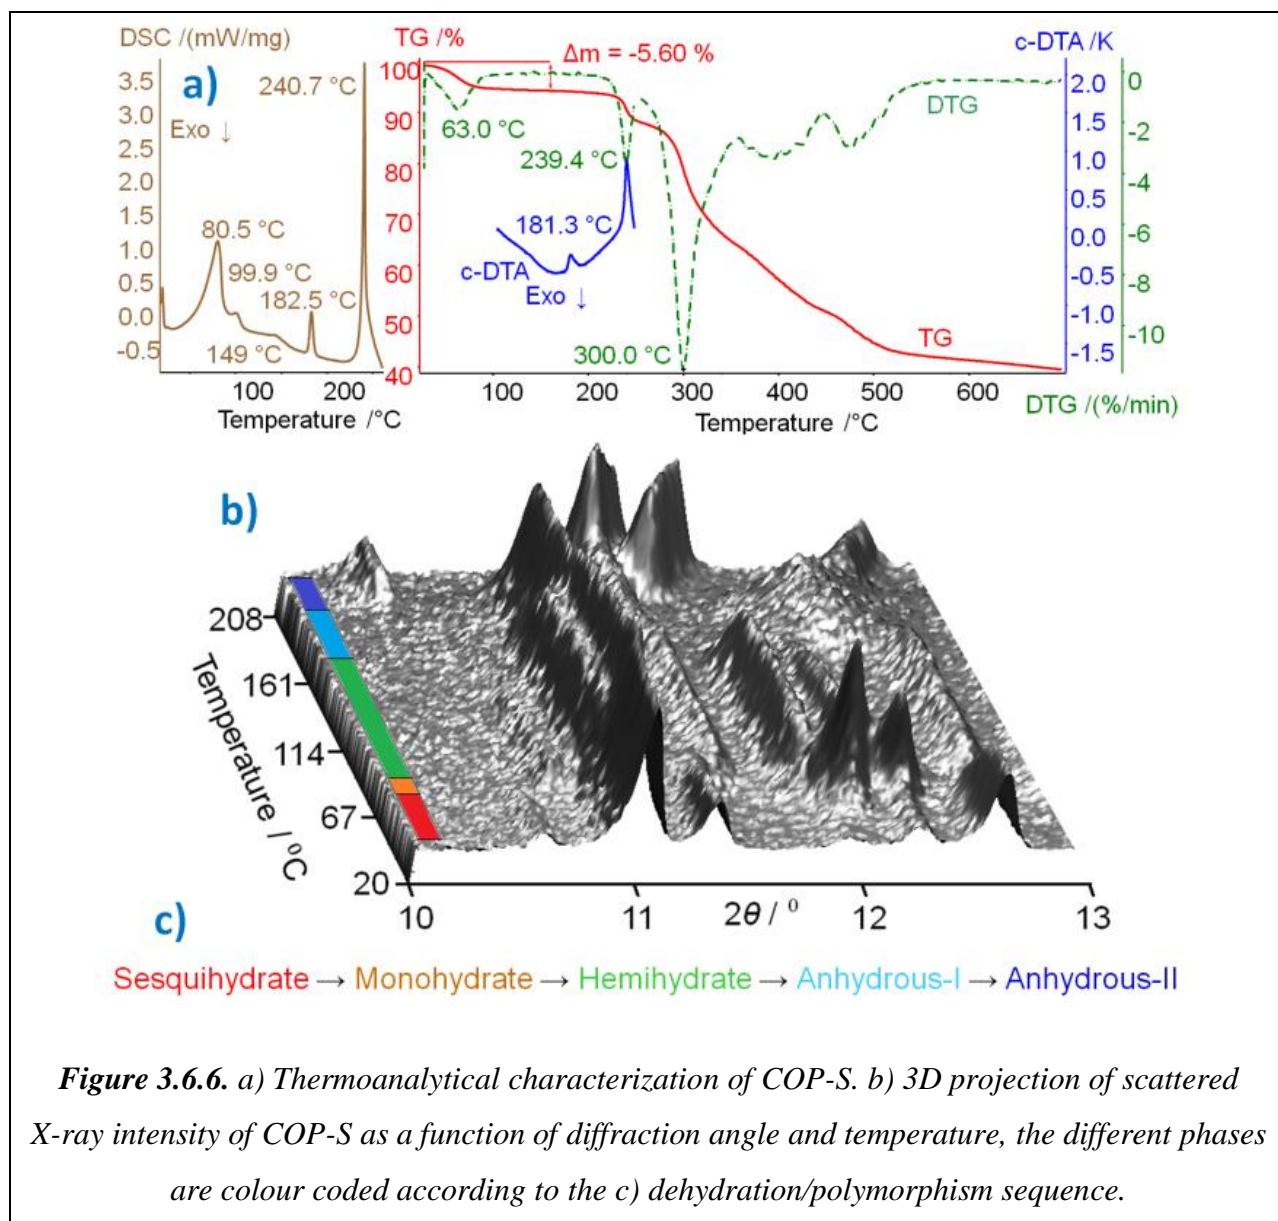 DSC /(mW/mg)
TG /%
c-DTA /K
a)
Δm = -5.60 %
240.7 °C
Exo ↓
3.5
3.0
2.5
2.0
1.5
1.0
0.5
0.0
-0.5
80.5 °C
99.9 °C
182.5 °C
149 °C
100
200
Temperature /°C
100
90
80
70
60
50
40
63.0 °C
239.4 °C
181.3 °C
c-DTA
Exo ↓
300.0 °C
DTG
TG
100
200
300
400
500
600
Temperature /°C
2.0
1.5
1.0
0.5
0.0
-0.5
-1.0
-1.5
0
-2
-4
-6
-8
-10
DTG /(%/min)
b)
208
161
114
67
20
Temperature / ⁰C
10
11
2θ / ⁰
12
13
c)
Sesquihydrate → Monohydrate → Hemihydrate → Anhydrous-I → Anhydrous-II
Figure 3.6.6. a) Thermoanalytical characterization of COP-S. b) 3D projection of scattered
X-ray intensity of COP-S as a function of diffraction angle and temperature, the different phases
are colour coded according to the c) dehydration/polymorphism sequence.